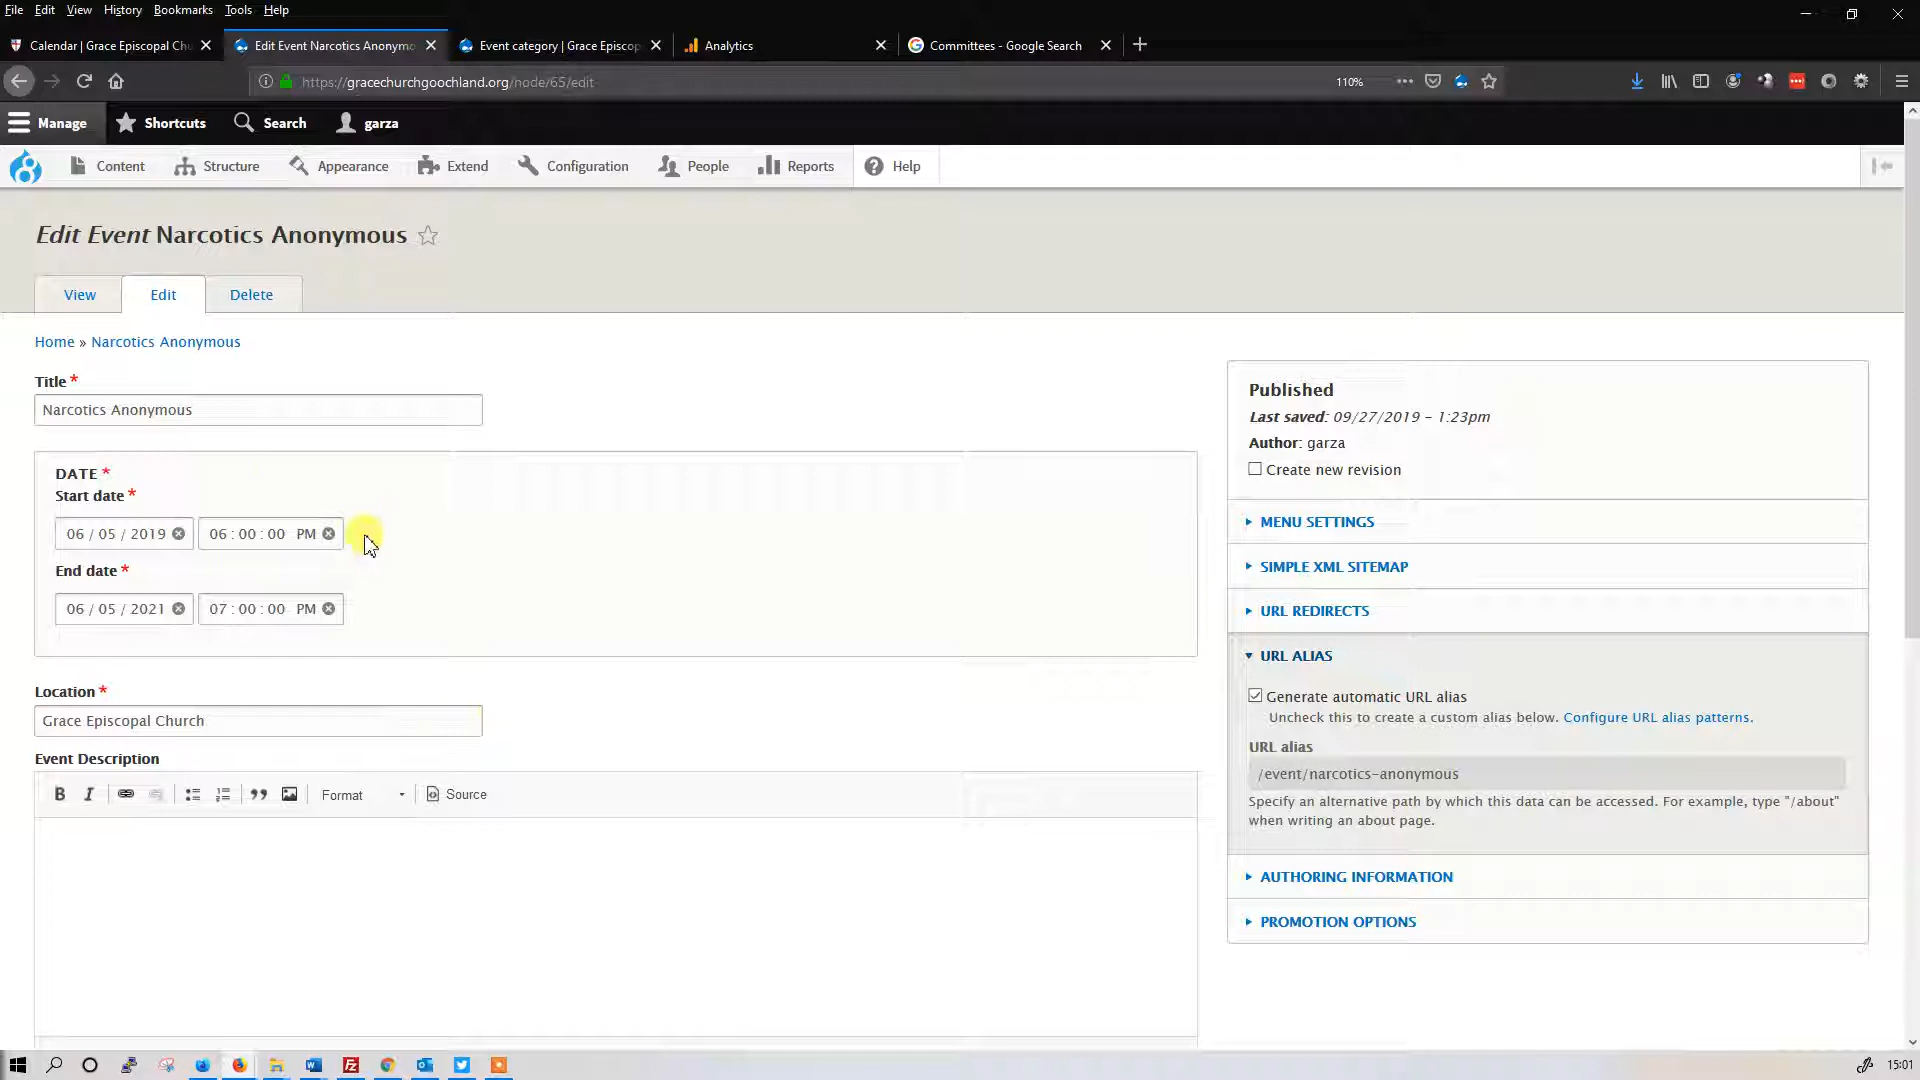 File Edit View History Bookmarks Tools Help
Calendar | Grace Episcopal Chu
Edit Event Narcotics Anonymo
Event category | Grace Episcop
Analytics
Committees - Google Search
https://gracechurchgoochland.org/node/65/edit
110%
Manage
Shortcuts
Search
garza
Content
Structure
Appearance
Extend
Configuration
People
Reports
Help
Edit Event Narcotics Anonymous
View
Edit
Delete
Home » Narcotics Anonymous
Title *
Narcotics Anonymous
DATE *
Start date *
06 / 05 / 2019
06 : 00 : 00 PM
End date *
06 / 05 / 2021
07 : 00 : 00 PM
Location *
Grace Episcopal Church
Event Description
B I
Format
Source
Published
Last saved: 09/27/2019 - 1:23pm
Author: garza
Create new revision
MENU SETTINGS
SIMPLE XML SITEMAP
URL REDIRECTS
URL ALIAS
Generate automatic URL alias
Uncheck this to create a custom alias below. Configure URL alias patterns.
URL alias
/event/narcotics-anonymous
Specify an alternative path by which this data can be accessed. For example, type "/about"
when writing an about page.
AUTHORING INFORMATION
PROMOTION OPTIONS
15:01